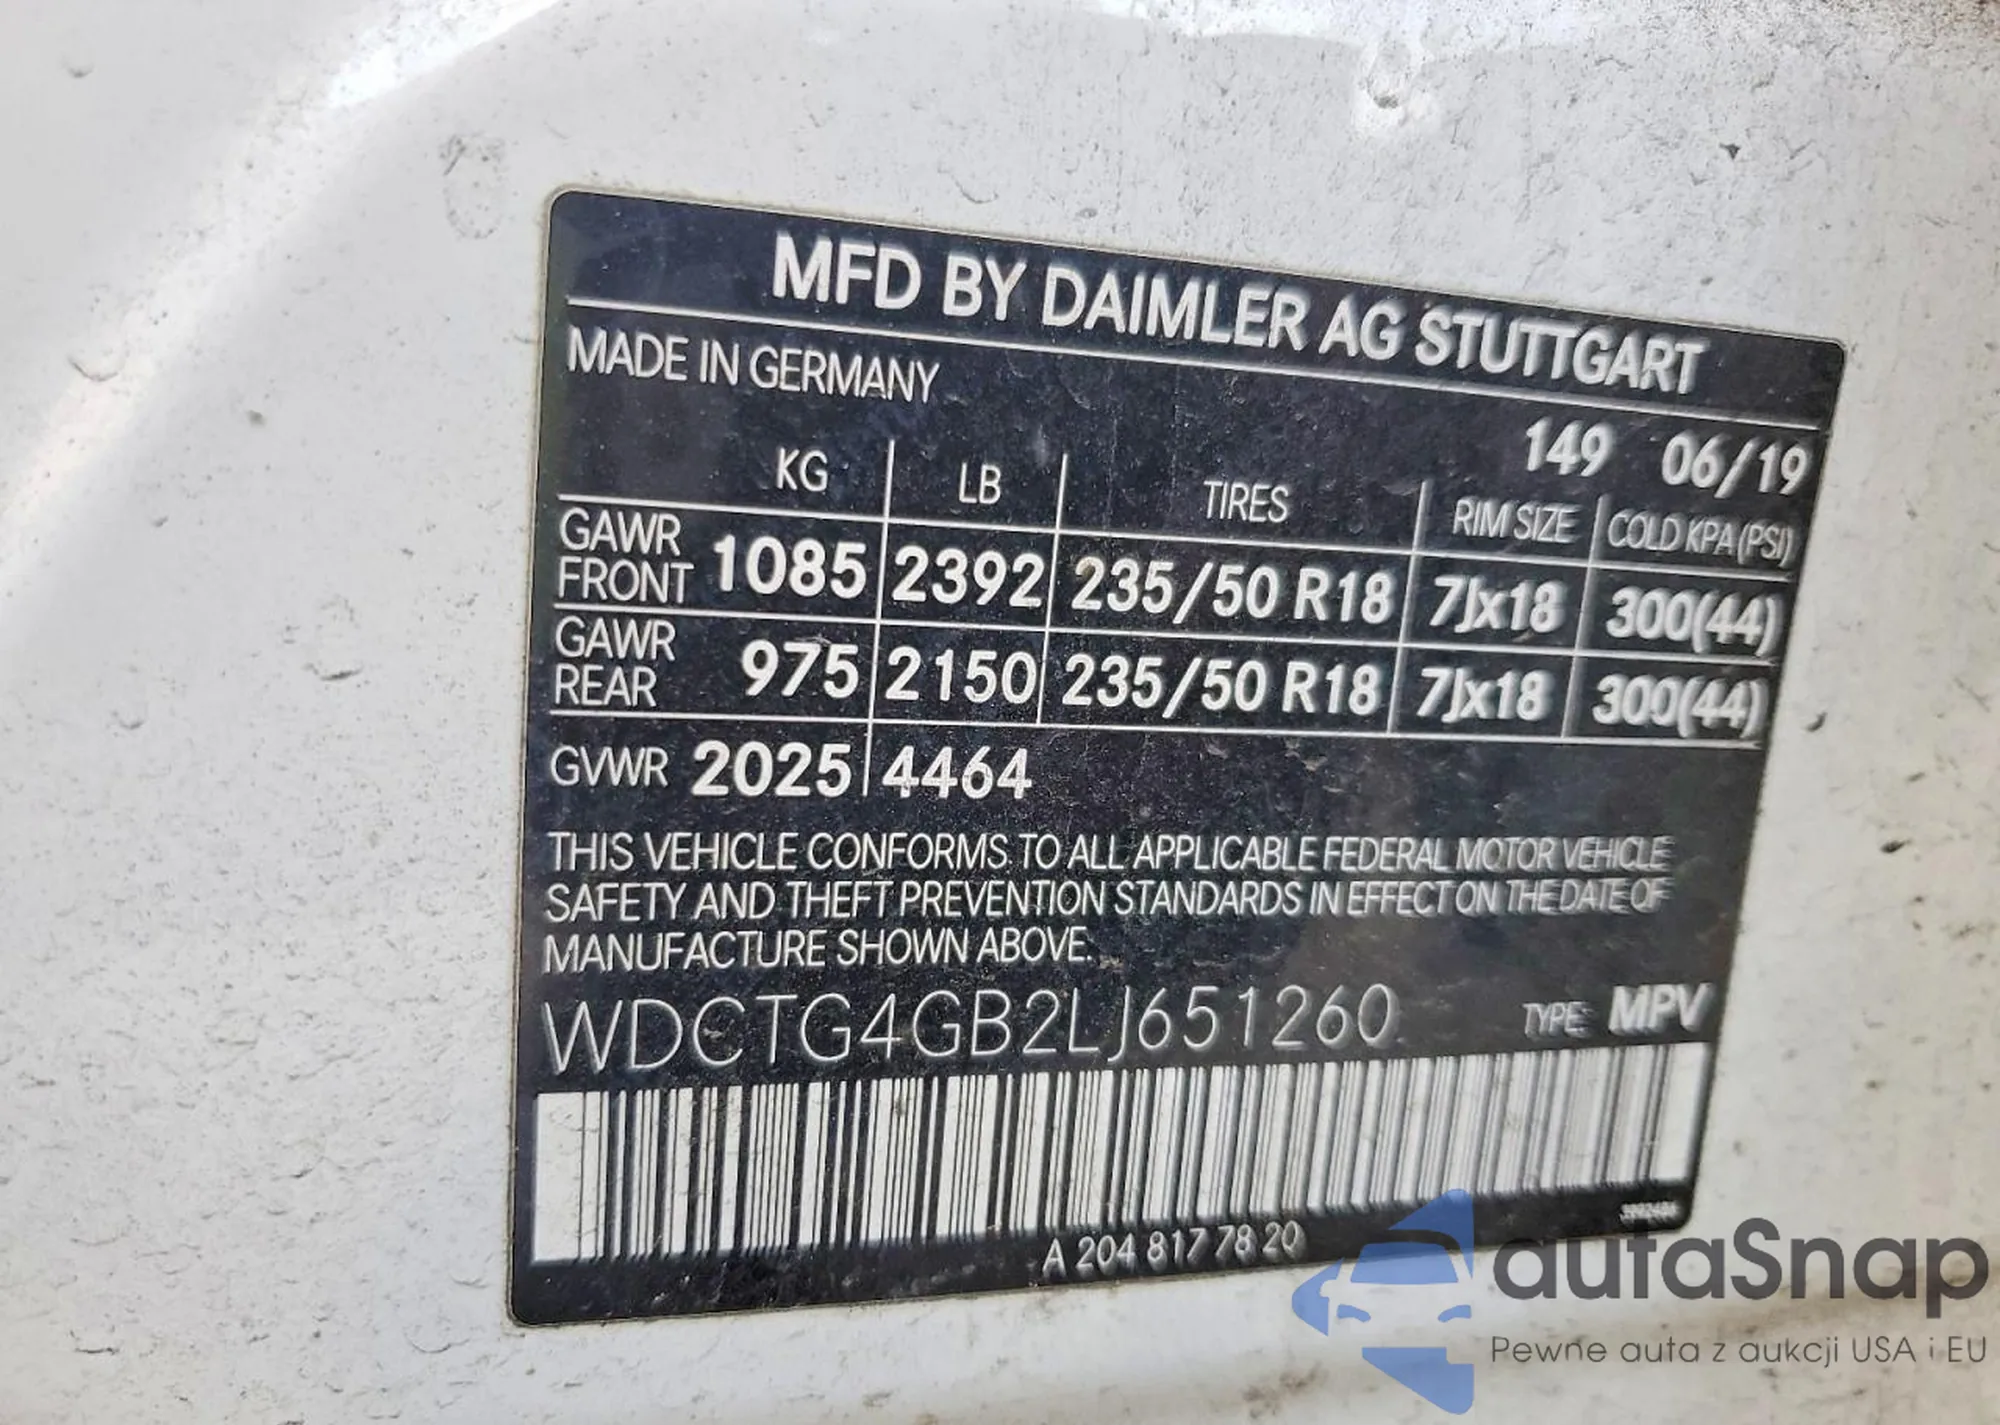 MFD BY DAIMLER AG STUTTGART
MADE IN GERMANY
149 06/19
KG LB TIRES RIM SIZE COLD KPA (PSI)
GAWR FRONT 1085 2392 235/50 R18 7Jx18 300(44)
GAWR REAR 975 2150 235/50 R18 7Jx18 300(44)
GVWR 2025 4464
THIS VEHICLE CONFORMS TO ALL APPLICABLE FEDERAL MOTOR VEHICLE
SAFETY AND THEFT PREVENTION STANDARDS IN EFFECT ON THE DATE OF
MANUFACTURE SHOWN ABOVE.
WDCTG4GB2LJ651260 TYPE: MPV
A 204 817 78 20
autaSnap
Pewne auta z aukcji USA i EU